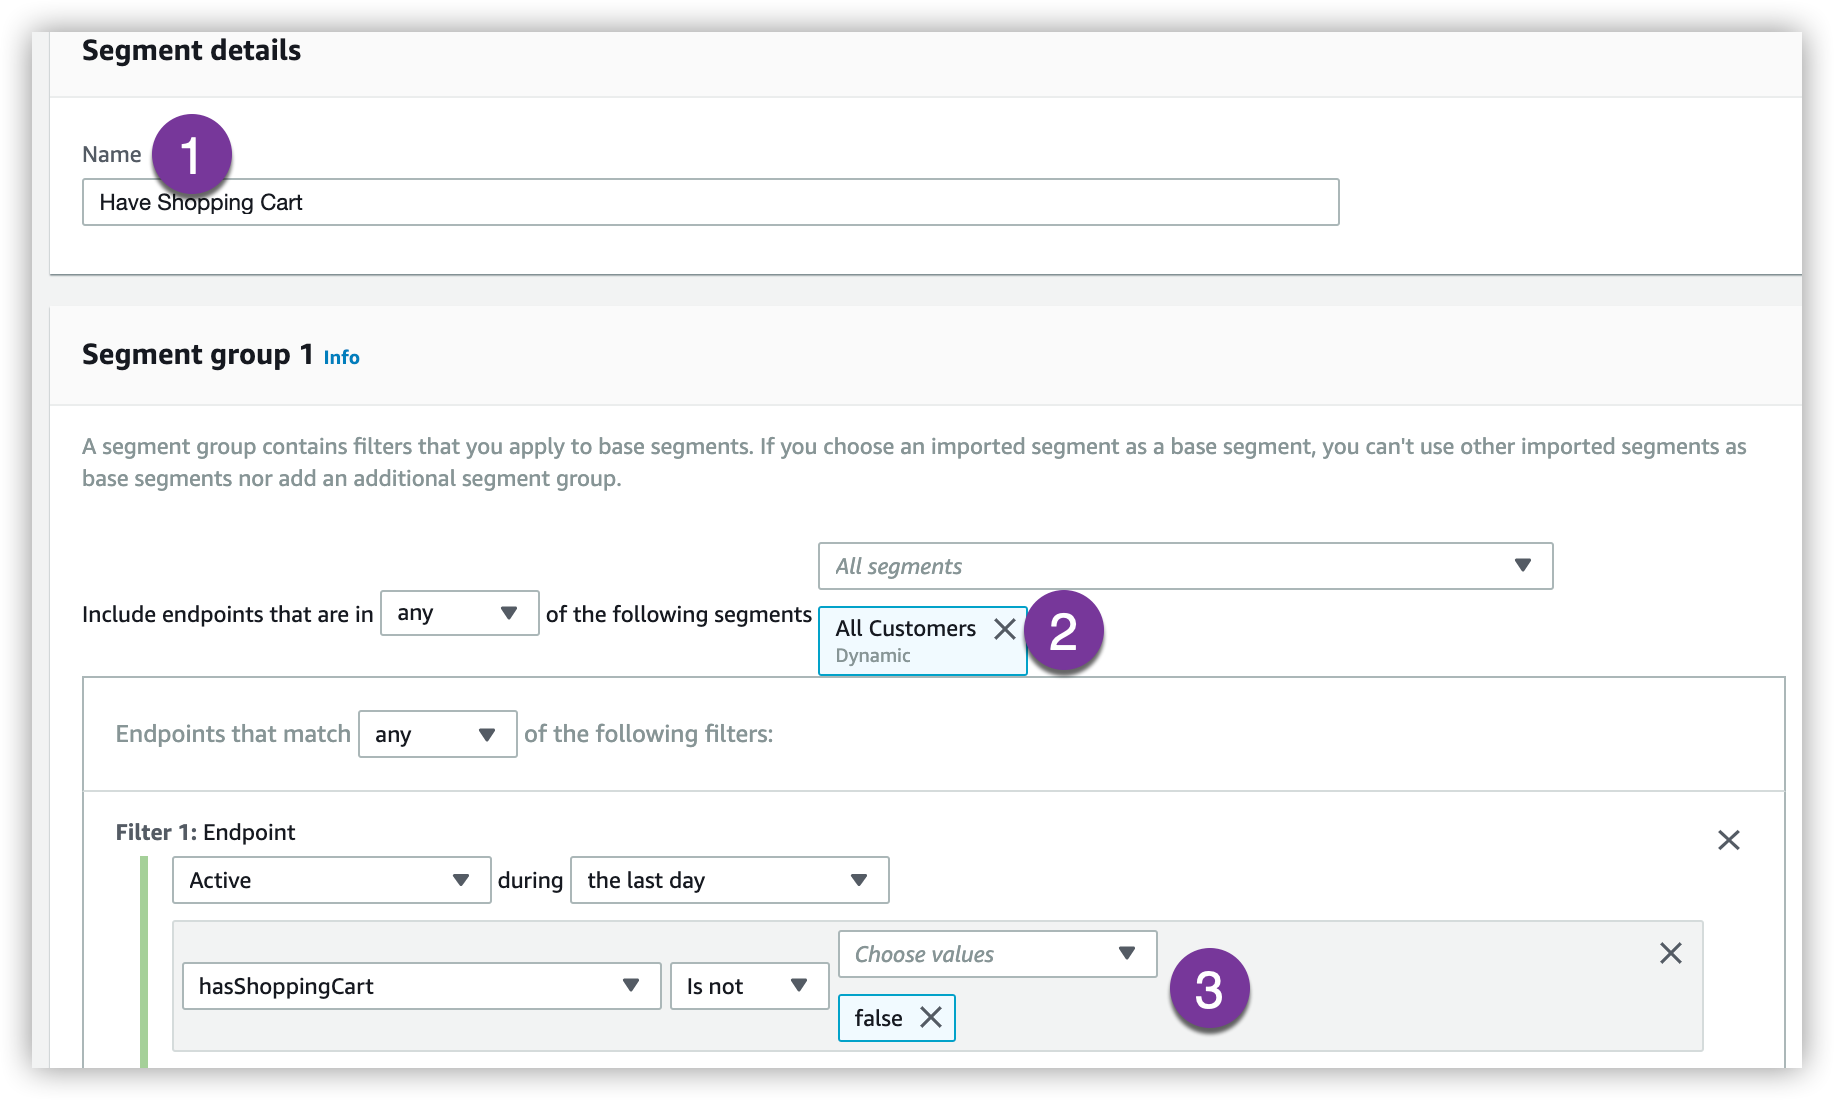 Segment details
Name 1
Have Shopping Cart
Segment group 1 Info
A segment group contains filters that you apply to base segments. If you choose an imported segment as a base segment, you can't use other imported segments as
base segments nor add an additional segment group.
All segments
Include endpoints that are in any of the following segments
All Customers 2
Dynamic
Endpoints that match any of the following filters:
Filter 1: Endpoint
Active during the last day
Choose values
hasShoppingCart Is not 3
false